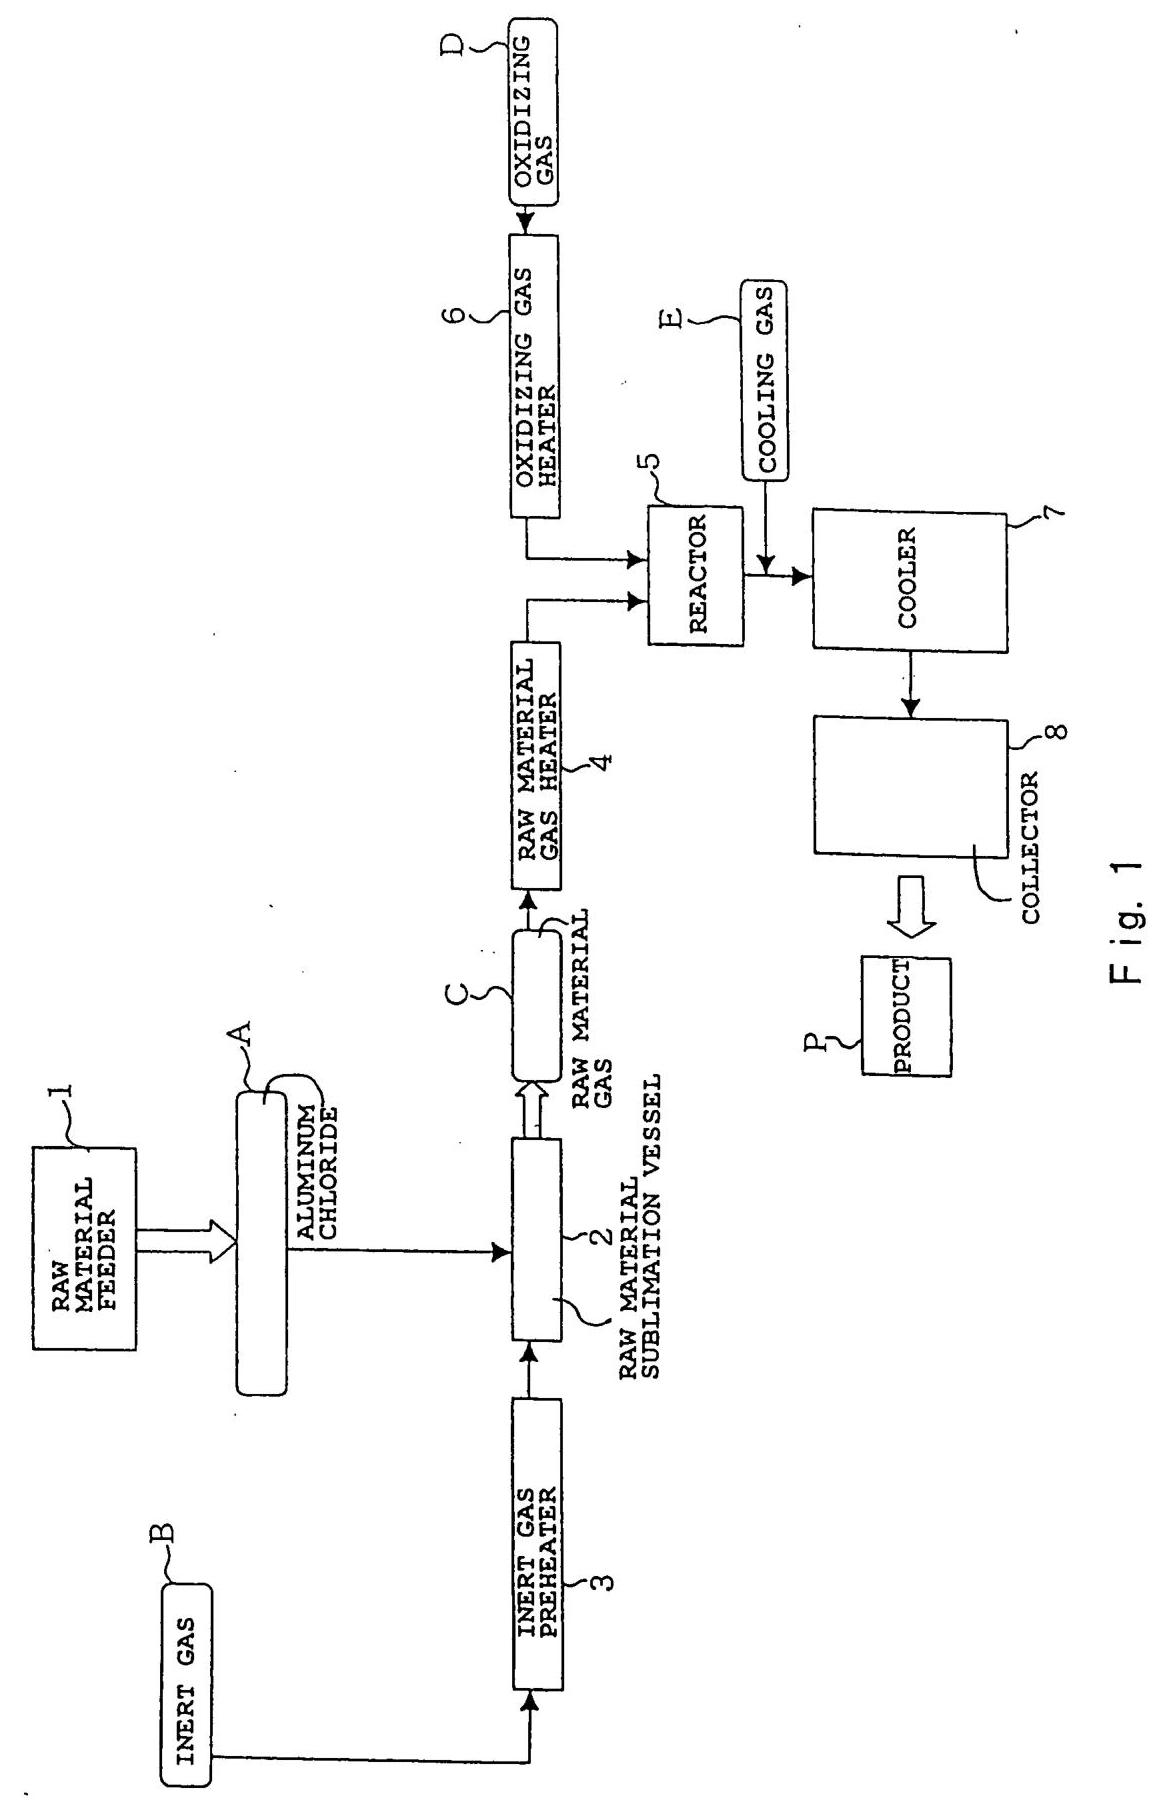 RAW
MATERIAL
FEEDER
1
INERT GAS
B
A
ALUMINUM
CHLORIDE
INERT GAS
PREHEATER
3
2
RAW MATERIAL
SUBLIMATION VESSEL
C
RAW MATERIAL
GAS
RAW MATERIAL
GAS HEATER
4
OXIDIZING GAS
HEATER
6
OXIDIZING
GAS
D
REACTOR
5
COOLING GAS
E
COOLER
7
8
COLLECTOR
PRODUCT
P
Fig. 1